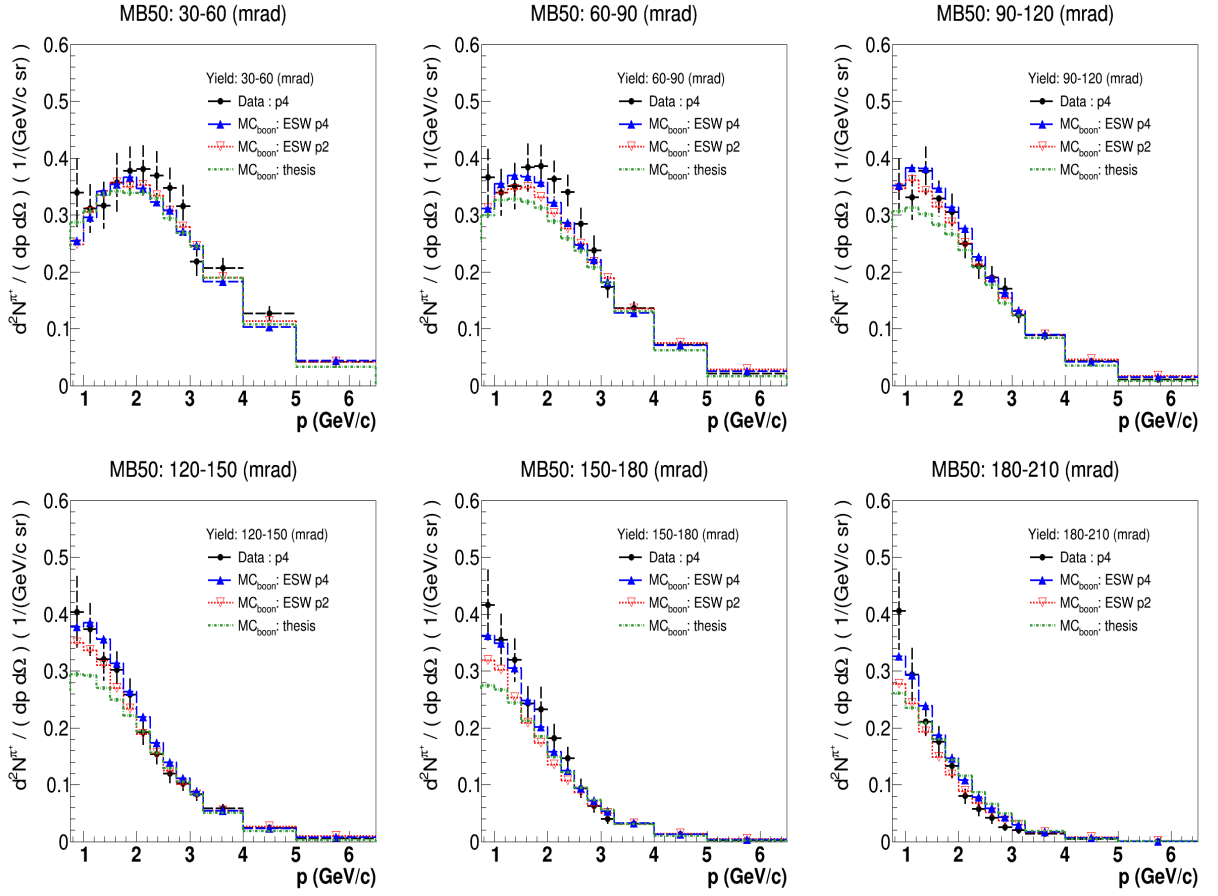 MB50: 30-60 (mrad)
d²N^π⁺ / ( dp dΩ ) ( 1/(GeV/c sr) )
0.6
0.5
0.4
0.3
0.2
0.1
0
Yield: 30-60 (mrad)
Data : p4
MC_boon: ESW p4
MC_boon: ESW p2
MC_boon: thesis
1 2 3 4 5 6
p (GeV/c)
MB50: 60-90 (mrad)
d²N^π⁺ / ( dp dΩ ) ( 1/(GeV/c sr) )
0.6
0.5
0.4
0.3
0.2
0.1
0
Yield: 60-90 (mrad)
Data : p4
MC_boon: ESW p4
MC_boon: ESW p2
MC_boon: thesis
1 2 3 4 5 6
p (GeV/c)
MB50: 90-120 (mrad)
d²N^π⁺ / ( dp dΩ ) ( 1/(GeV/c sr) )
0.6
0.5
0.4
0.3
0.2
0.1
0
Yield: 90-120 (mrad)
Data : p4
MC_boon: ESW p4
MC_boon: ESW p2
MC_boon: thesis
1 2 3 4 5 6
p (GeV/c)
MB50: 120-150 (mrad)
d²N^π⁺ / ( dp dΩ ) ( 1/(GeV/c sr) )
0.6
0.5
0.4
0.3
0.2
0.1
0
Yield: 120-150 (mrad)
Data : p4
MC_boon: ESW p4
MC_boon: ESW p2
MC_boon: thesis
1 2 3 4 5 6
p (GeV/c)
MB50: 150-180 (mrad)
d²N^π⁺ / ( dp dΩ ) ( 1/(GeV/c sr) )
0.6
0.5
0.4
0.3
0.2
0.1
0
Yield: 150-180 (mrad)
Data : p4
MC_boon: ESW p4
MC_boon: ESW p2
MC_boon: thesis
1 2 3 4 5 6
p (GeV/c)
MB50: 180-210 (mrad)
d²N^π⁺ / ( dp dΩ ) ( 1/(GeV/c sr) )
0.6
0.5
0.4
0.3
0.2
0.1
0
Yield: 180-210 (mrad)
Data : p4
MC_boon: ESW p4
MC_boon: ESW p2
MC_boon: thesis
1 2 3 4 5 6
p (GeV/c)